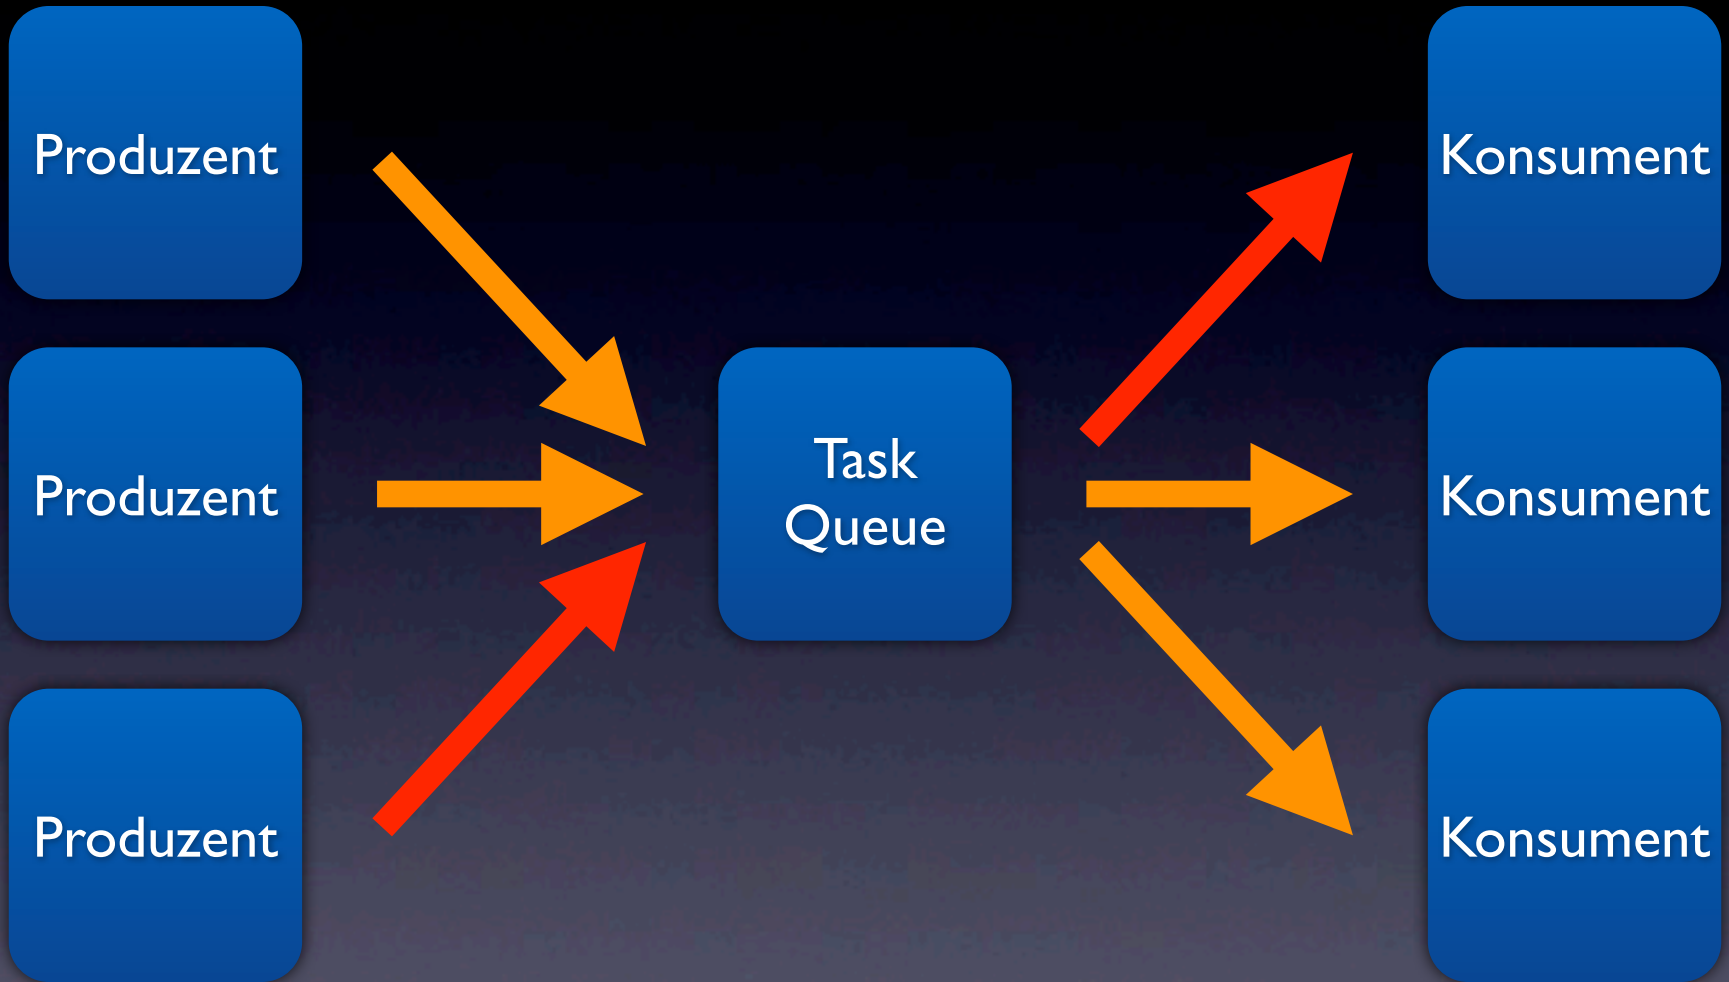 Produzent
Konsument
Produzent
Task
Queue
Konsument
Produzent
Konsument